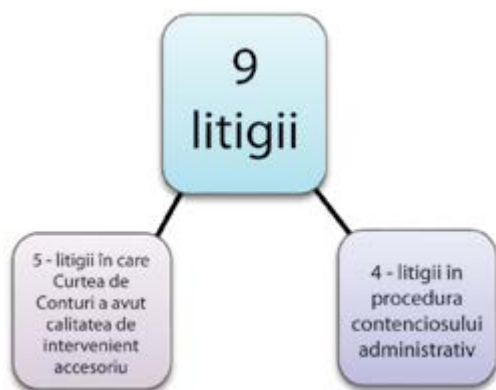 9
litigii
5 - litigii în care
Curtea de
Conturi a avut
calitatea de
intervenient
accesoriu
4 - litigii în
procedura
contenciosului
administrativ